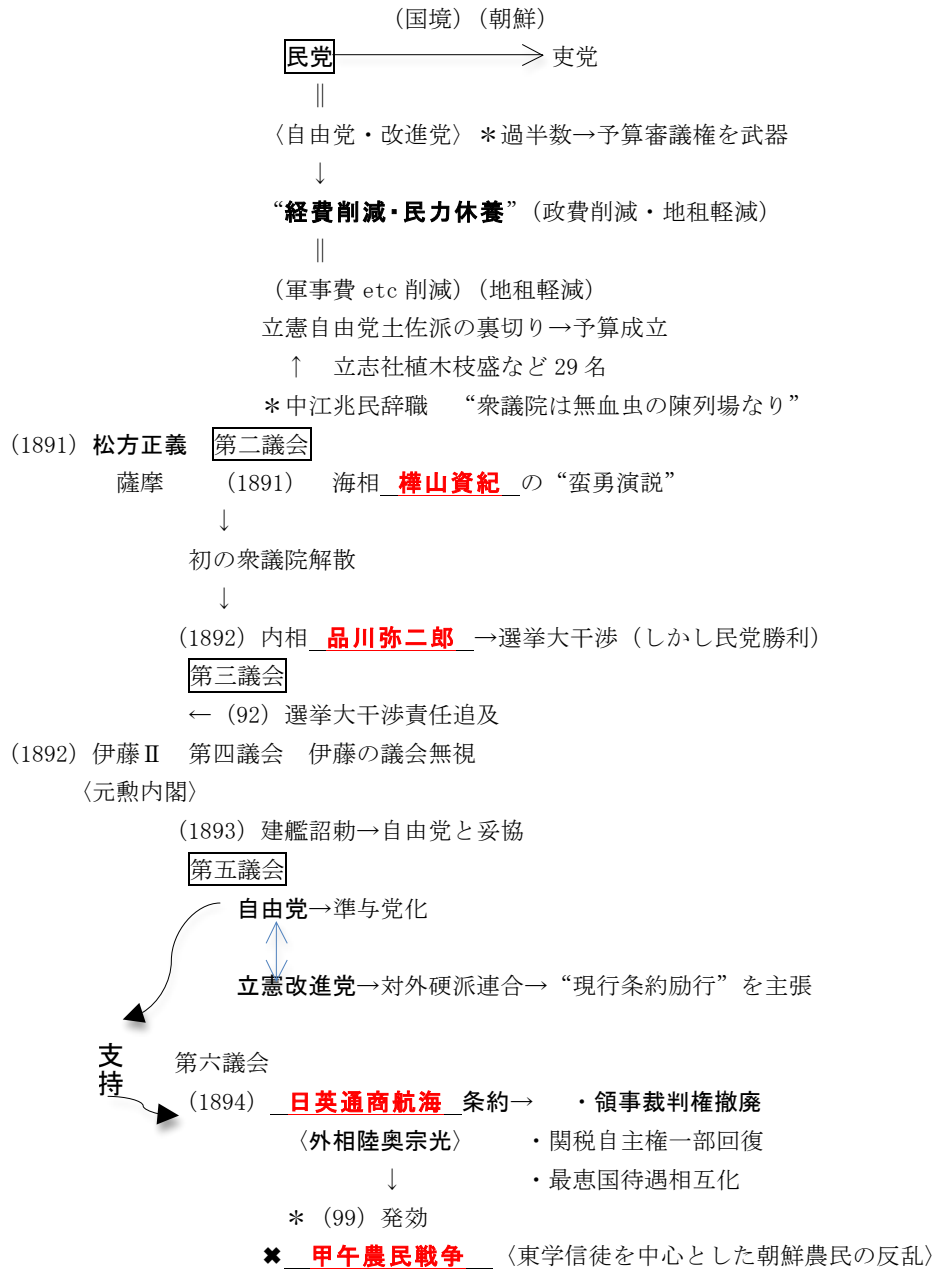 （国境）（朝鮮）
民党 → 吏党
||
〈自由党・改進党〉＊過半数→予算審議権を武器
↓
“経費削減・民力休養”（政費削減・地租軽減）
||
（軍事費 etc 削減）（地租軽減）
立憲自由党土佐派の裏切り→予算成立
↑ 立志社植木枝盛など 29 名
＊中江兆民辞職 “衆議院は無血虫の陳列場なり”
（1891）松方正義 第二議会
薩摩 （1891） 海相 樺山資紀 の“蛮勇演説”
↓
初の衆議院解散
↓
（1892）内相 品川弥二郎 →選挙大干渉（しかし民党勝利）
第三議会
←（92）選挙大干渉責任追及
（1892）伊藤Ⅱ 第四議会 伊藤の議会無視
〈元勲内閣〉
（1893）建艦詔勅→自由党と妥協
第五議会
自由党→準与党化
立憲改進党→対外硬派連合→“現行条約励行”を主張
支持
第六議会
（1894） 日英通商航海 条約→ ・領事裁判権撤廃
〈外相陸奥宗光〉 ・関税自主権一部回復
↓ ・最恵国待遇相互化
＊（99）発効
✖ 甲午農民戦争 〈東学信徒を中心とした朝鮮農民の反乱〉